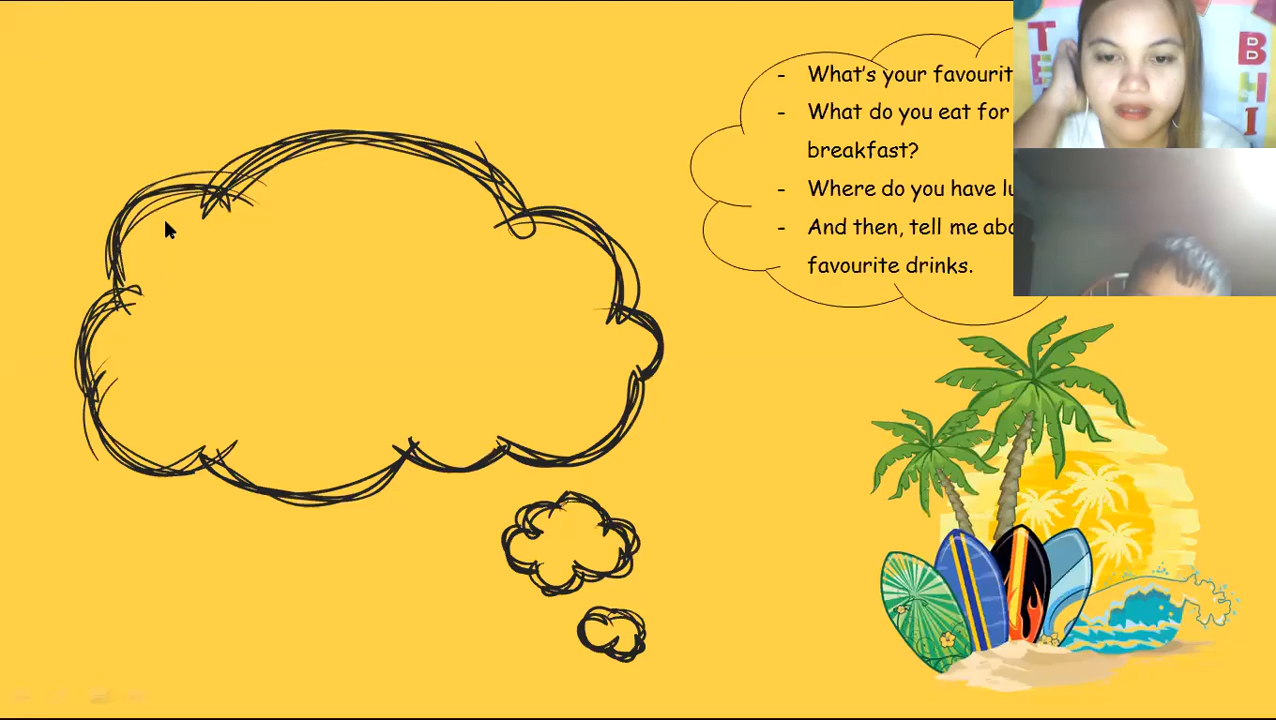 - What's your favourit
- What do you eat for
breakfast?
- Where do you have lu
- And then, tell me abo
favourite drinks.
T
E
B
H
I